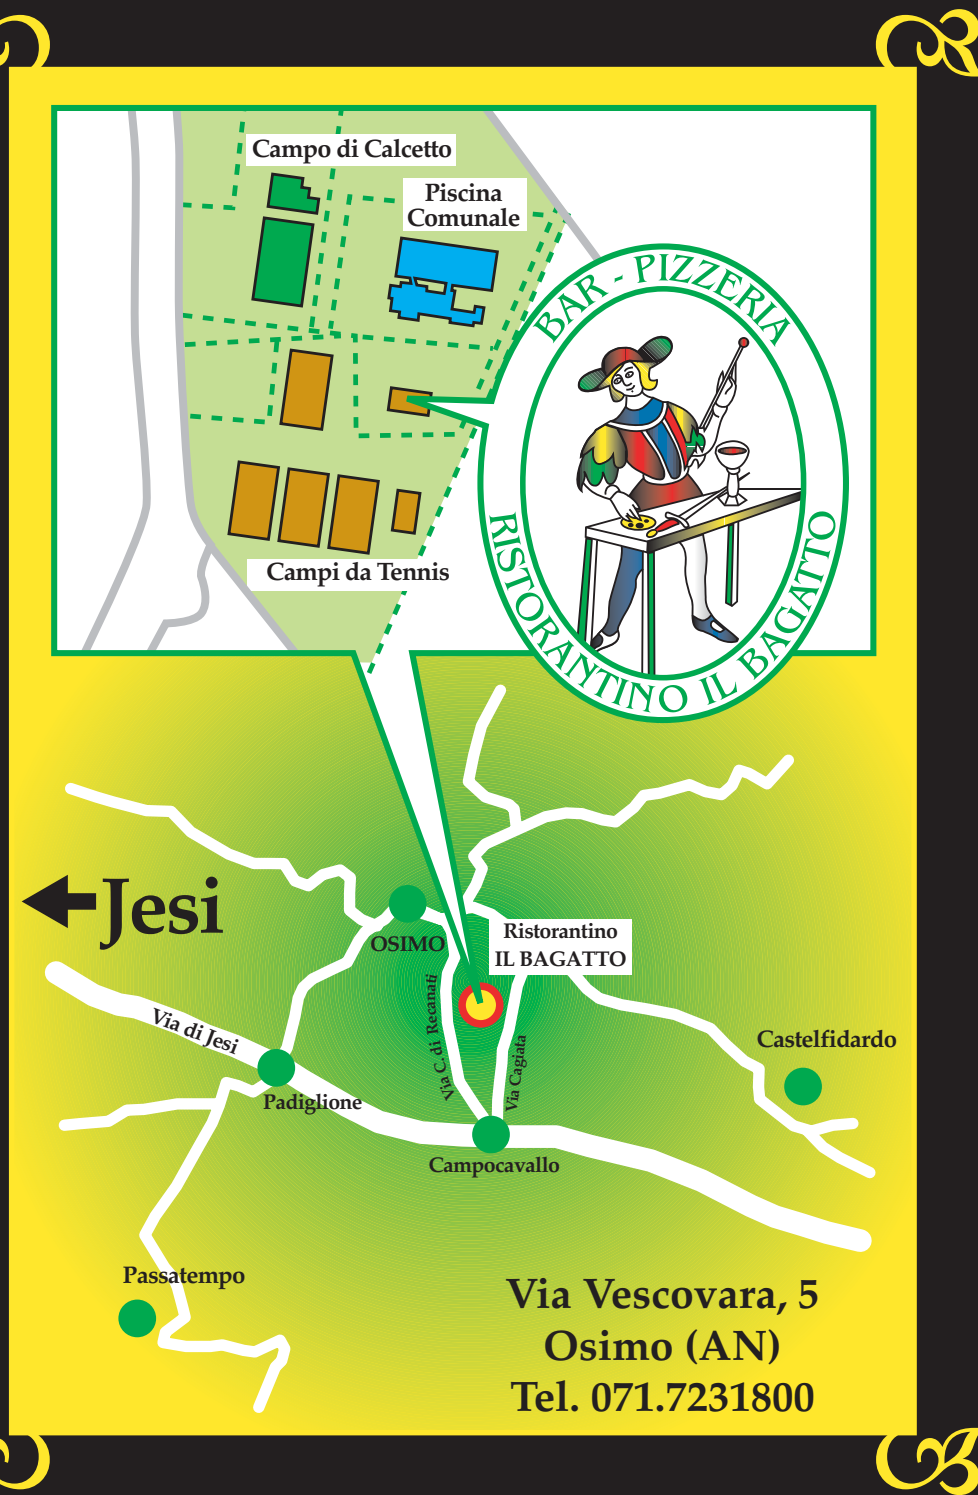 Campo di Calcetto
Piscina
Comunale
BAR - PIZZERIA
RISTORANTINO IL BAGATTO
Campi da Tennis
Jesi
OSIMO
Ristorantino
IL BAGATTO
Via C. di Recanati
Via Cagiata
Via di Jesi
Castelfidardo
Padiglione
Campocavallo
Passatempo
Via Vescovara, 5
Osimo (AN)
Tel. 071.7231800